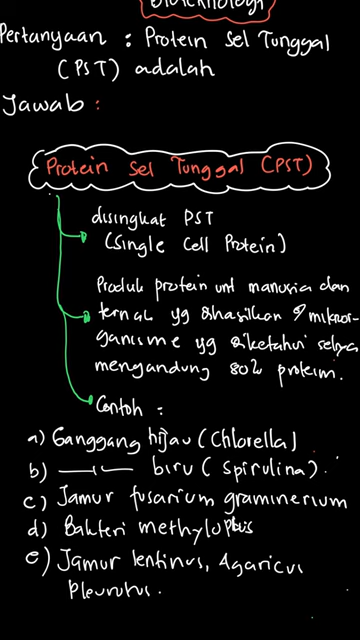 Bioteknologi
Pertanyaan : Protein Sel Tunggal
(PST) adalah
Jawab :
Protein Sel Tunggal (PST)
disingkat PST
(Single Cell Protein)
Produk protein unt manusia dan
ternak yg dihasilkan mikroor-
ganisme yg diketahui selnya
mengandung 80% protein.
Contoh :
a) Ganggang hijau (Chlorella)
b) —"— biru (Spirulina).
c) Jamur fusarium graminerium
d) Bakteri methylophilus
e) Jamur lentinus, Agaricus
Pleurotus.